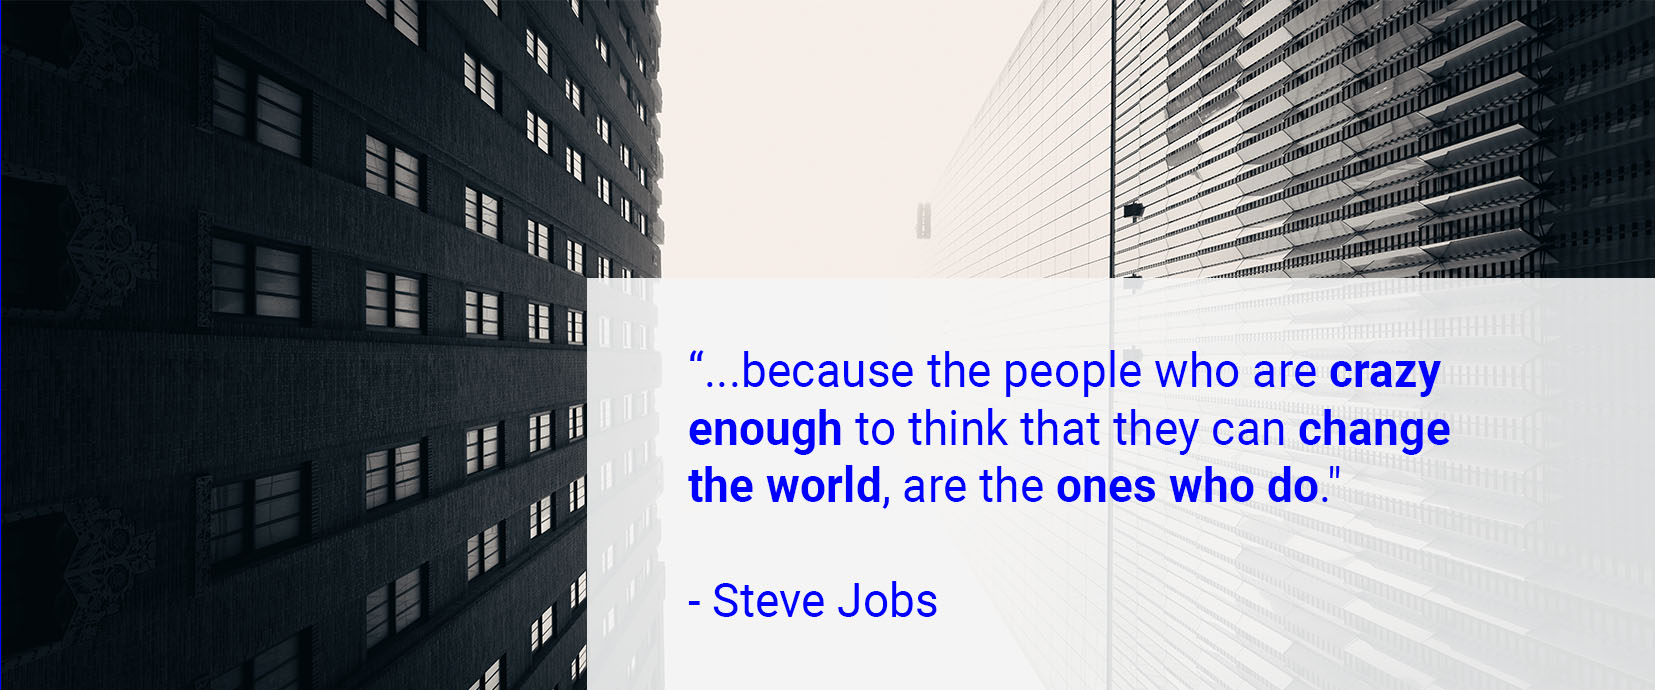 “...because the people who are crazy
enough to think that they can change
the world, are the ones who do."
- Steve Jobs